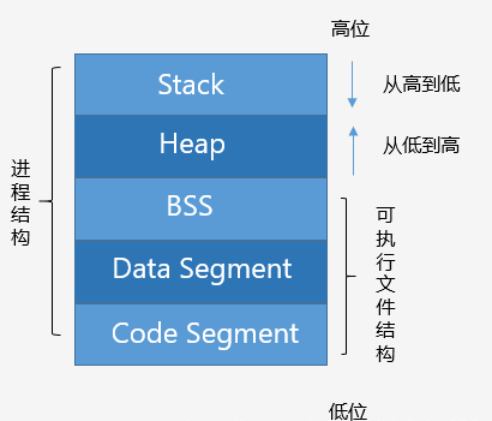 高位
Stack
从高到低
Heap
从低到高
进程结构
BSS
可执行文件结构
Data Segment
Code Segment
低位